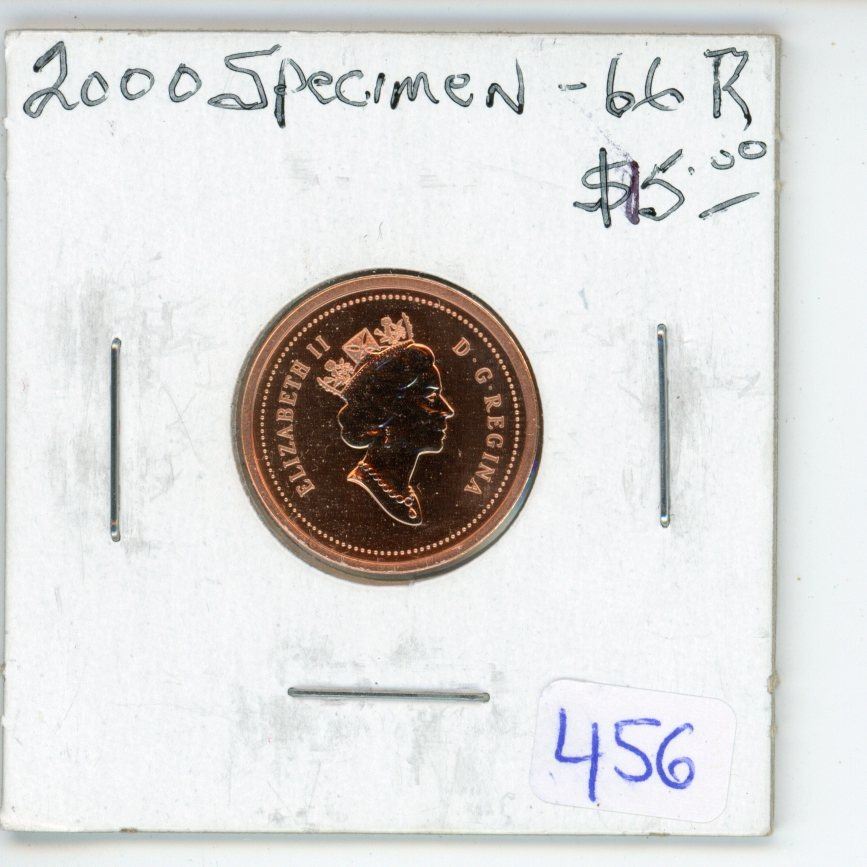 2000 Specimen - 66 R
$15.00
ELIZABETH II D·G·REGINA
456